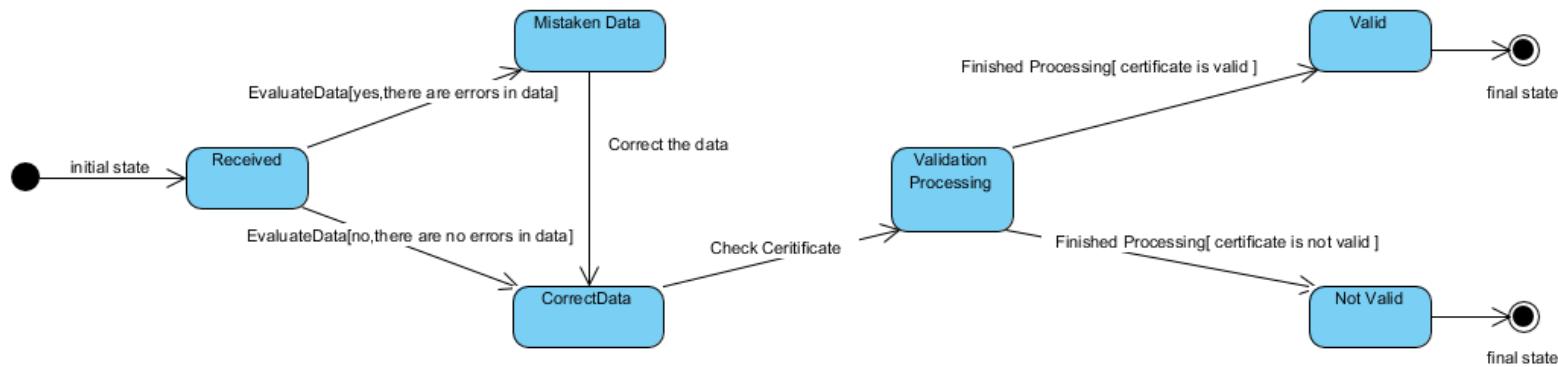 Mistaken Data
Valid
Finished Processing[ certificate is valid ]
EvaluateData[yes,there are errors in data]
final state
Correct the data
Received
Validation
Processing
initial state
EvaluateData[no,there are no errors in data]
Check Ceritificate
Finished Processing[ certificate is not valid ]
CorrectData
Not Valid
final state